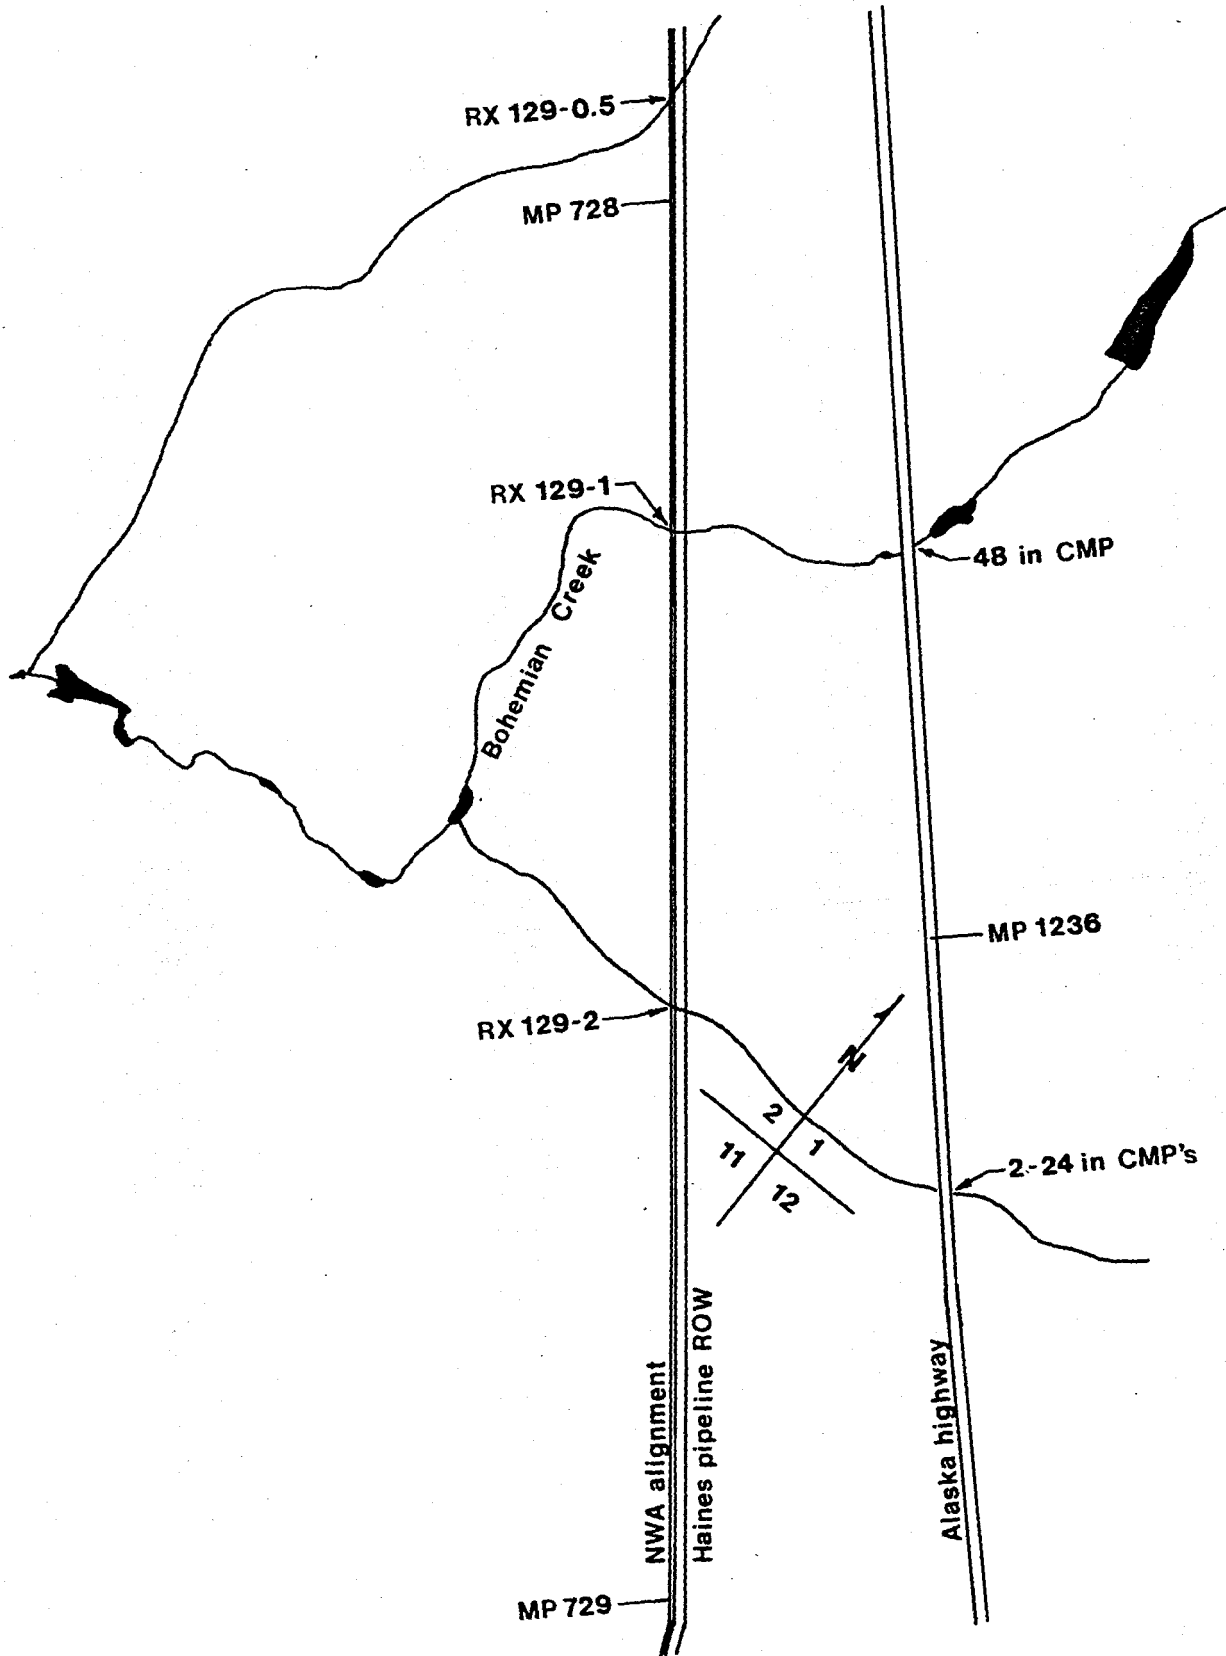 RX 129-0.5
MP 728
RX 129-1
48 in CMP
Bohemian Creek
MP 1236
RX 129-2
N
2
1
11
12
2-24 in CMP's
NWA alignment
Haines pipeline ROW
Alaska highway
MP 729